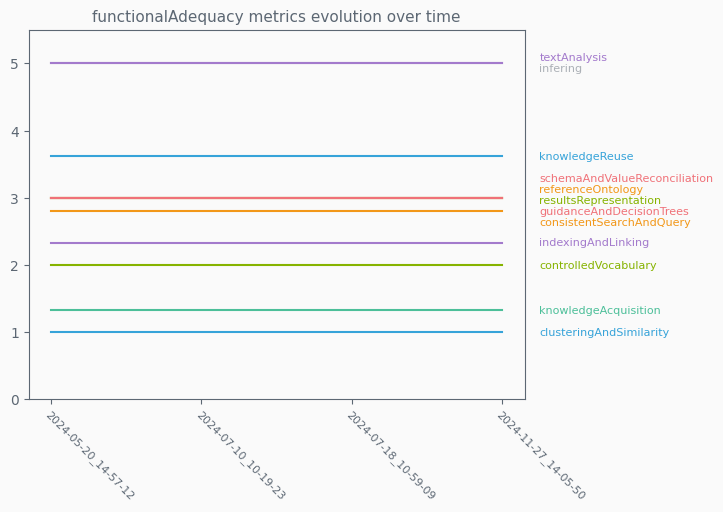 functionalAdequacy metrics evolution over time
5
4
3
2
1
0
textAnalysis
infering
knowledgeReuse
schemaAndValueReconciliation
referenceOntology
resultsRepresentation
guidanceAndDecisionTrees
consistentSearchAndQuery
indexingAndLinking
controlledVocabulary
knowledgeAcquisition
clusteringAndSimilarity
2024-05-20_14-57-12
2024-07-10_10-19-23
2024-07-18_10-59-09
2024-11-27_14-05-50